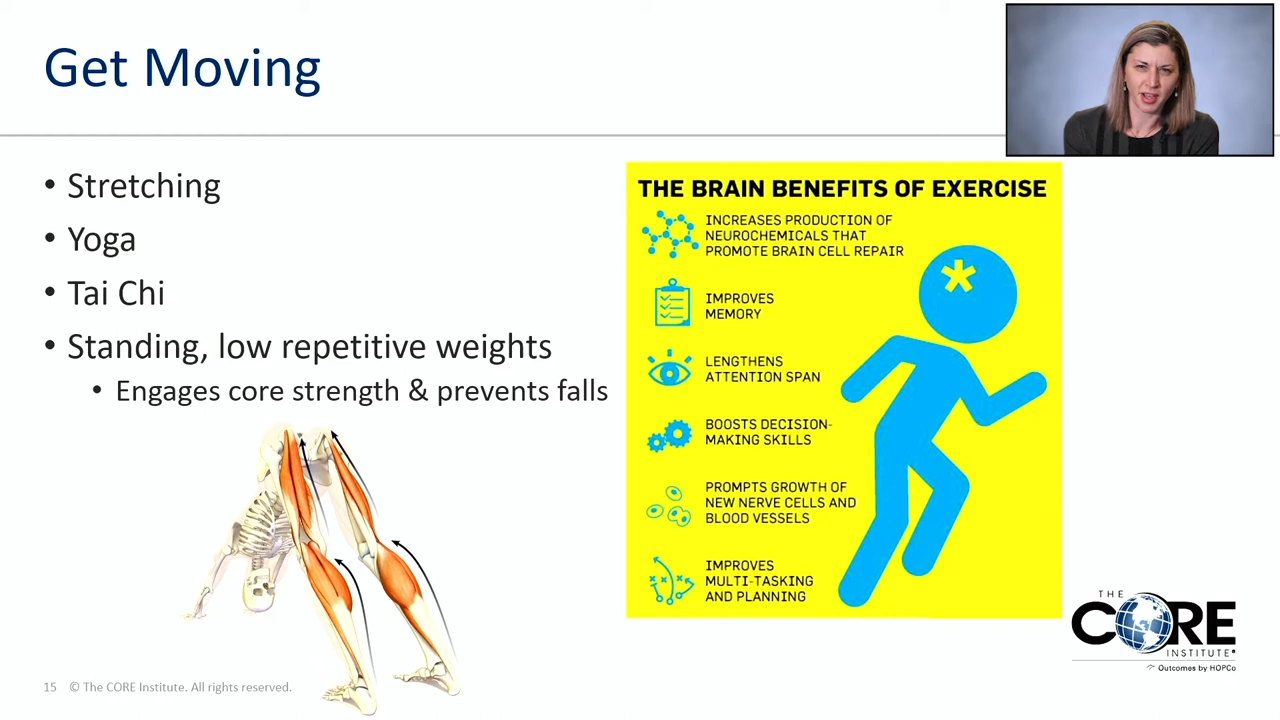 Get Moving
• Stretching
• Yoga
• Tai Chi
• Standing, low repetitive weights
• Engages core strength & prevents falls
THE BRAIN BENEFITS OF EXERCISE
INCREASES PRODUCTION OF
NEUROCHEMICALS THAT
PROMOTE BRAIN CELL REPAIR
IMPROVES
MEMORY
LENGTHENS
ATTENTION SPAN
BOOSTS DECISION-
MAKING SKILLS
PROMPTS GROWTH OF
NEW NERVE CELLS AND
BLOOD VESSELS
IMPROVES
MULTI-TASKING
AND PLANNING
THE
CORE
INSTITUTE®
Outcomes by HOPCo
15 © The CORE Institute. All rights reserved.